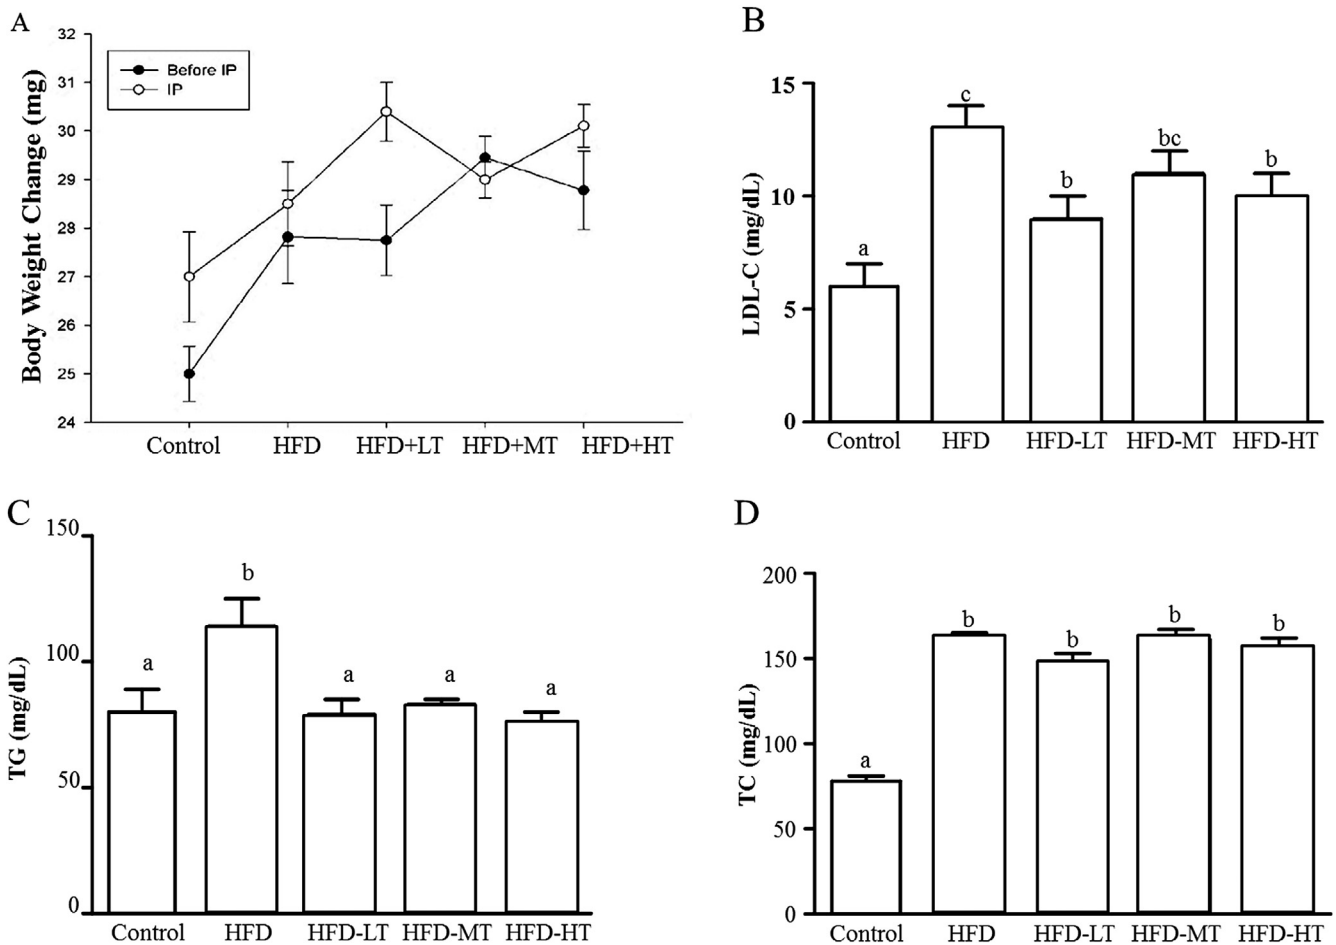 A
Body Weight Change (mg)
32
31
30
29
28
27
26
25
24
Before IP
IP
Control HFD HFD+LT HFD+MT HFD+HT
B
LDL-C (mg/dL)
15
10
5
0
a
c
b
bc
b
Control HFD HFD-LT HFD-MT HFD-HT
C
TG (mg/dL)
150
100
50
0
a
b
a
a
a
Control HFD HFD-LT HFD-MT HFD-HT
D
TC (mg/dL)
200
150
100
50
0
a
b
b
b
b
Control HFD HFD-LT HFD-MT HFD-HT